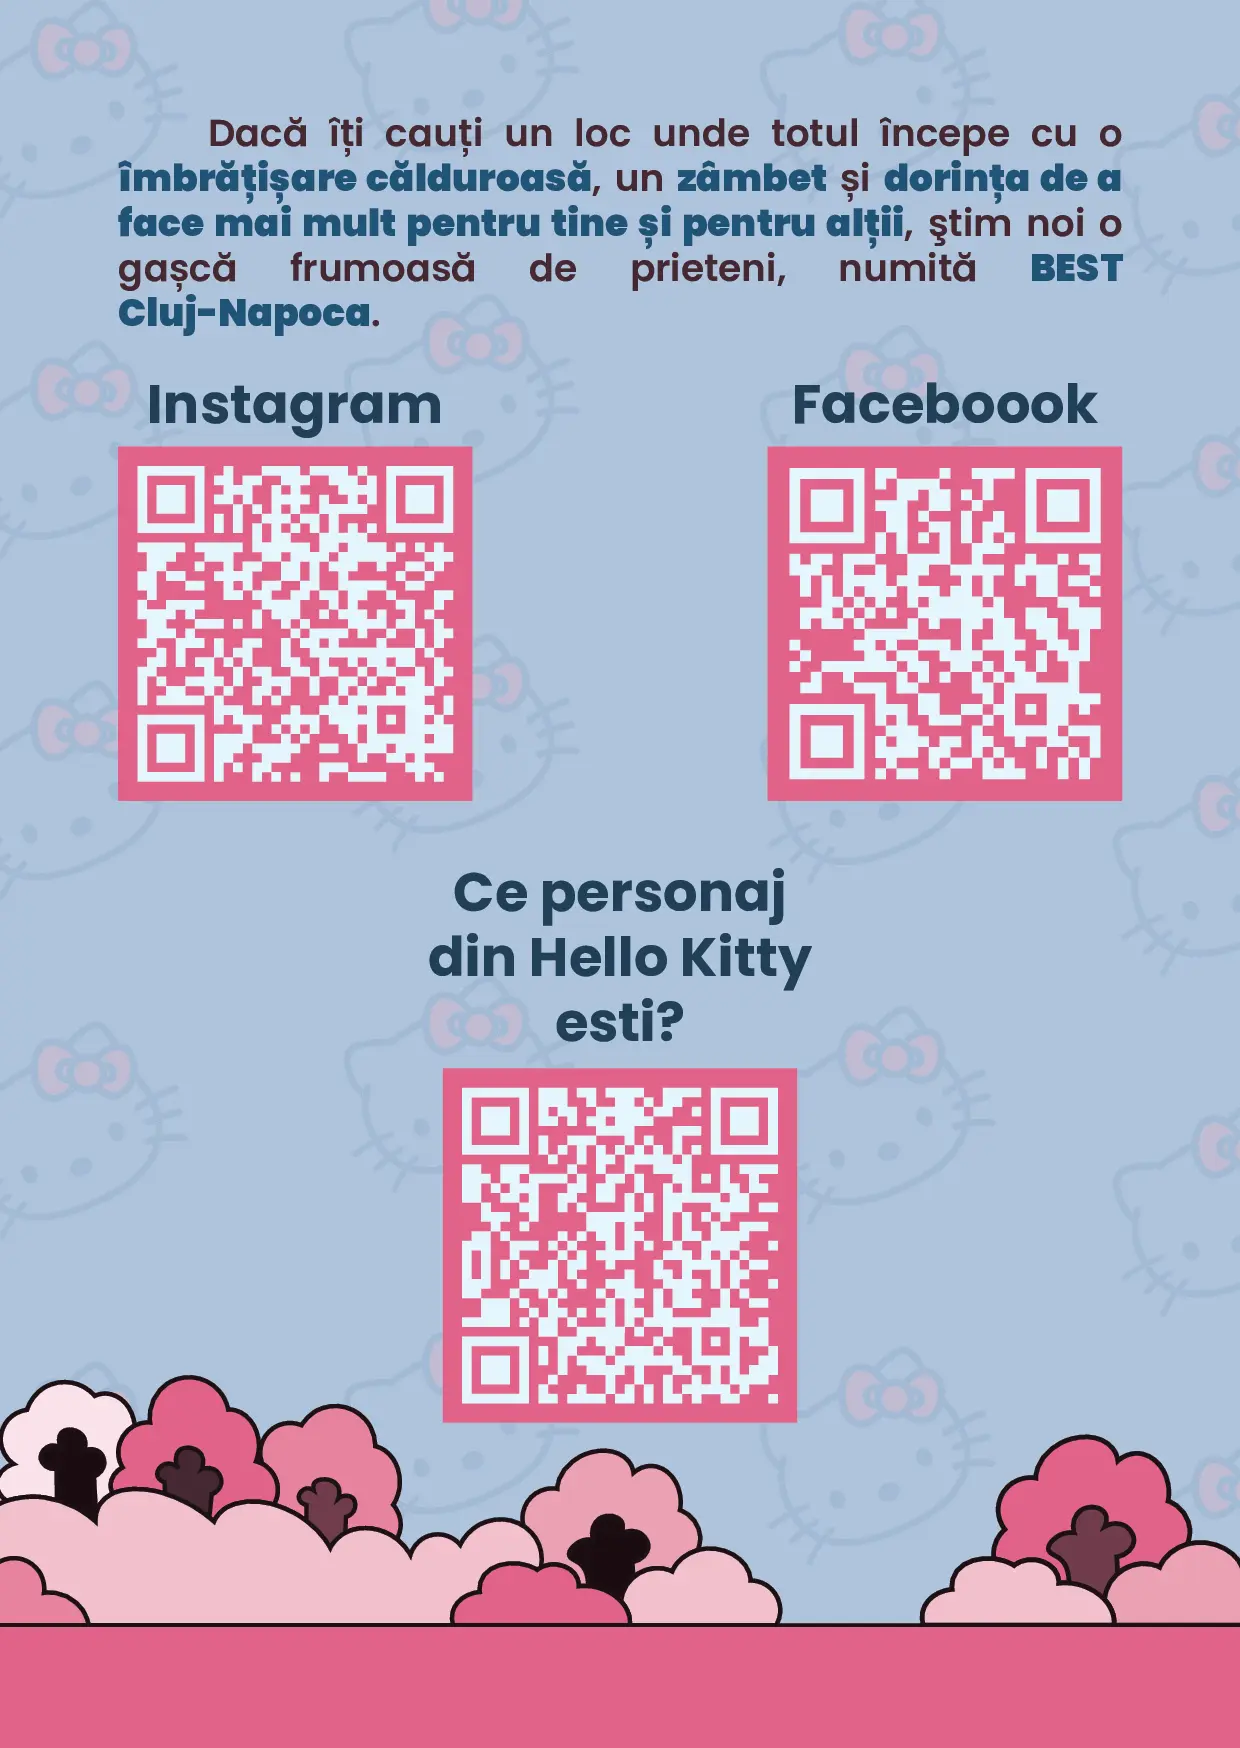 Dacă îți cauți un loc unde totul începe cu o
îmbrățișare călduroasă, un zâmbet și dorința de a
face mai mult pentru tine și pentru alții, ştim noi o
gașcă frumoasă de prieteni, numită BEST
Cluj-Napoca.
Instagram
Faceboook
Ce personaj
din Hello Kitty
esti?